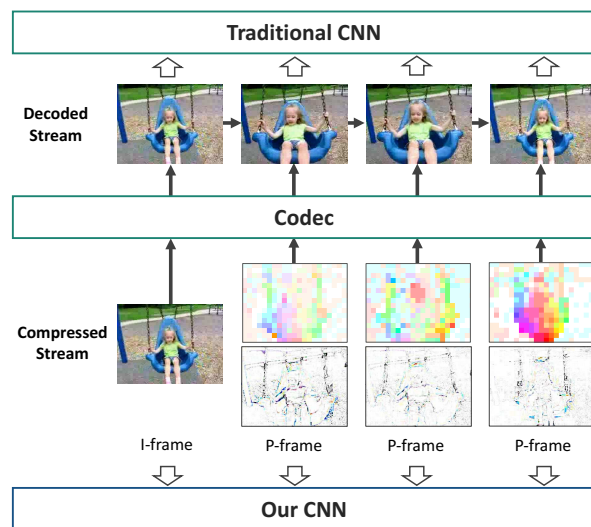 Traditional CNN
Decoded
Stream
Codec
Compressed
Stream
I-frame
P-frame
P-frame
P-frame
Our CNN